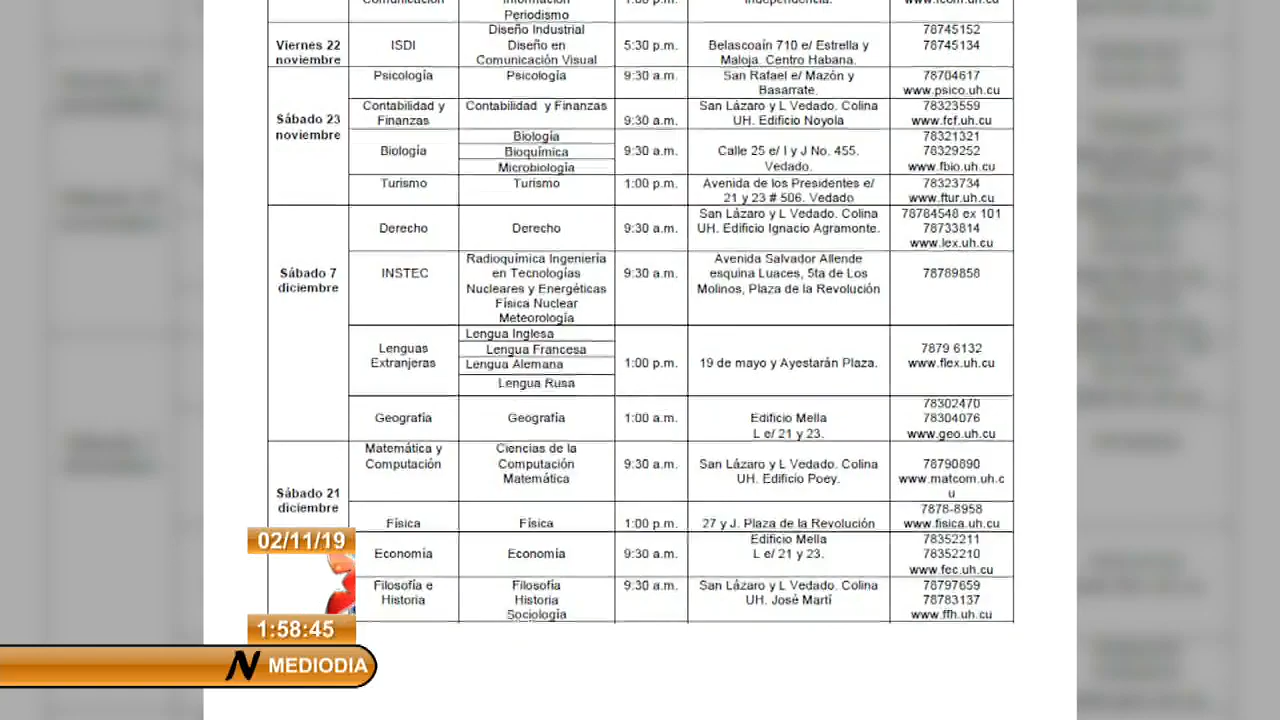 Comunicación Información 1:00 p.m. Independencia. www.fcom.uh.cu
Periodismo
Viernes 22 noviembre
ISDI
Diseño Industrial
Diseño en
Comunicación Visual
5:30 p.m.
Belascoaín 710 e/ Estrella y
Maloja. Centro Habana.
78745152
78745134
Sábado 23
noviembre
Psicología
Psicología
9:30 a.m.
San Rafael e/ Mazón y
Basarrate.
78704617
www.psico.uh.cu
Contabilidad y
Finanzas
Contabilidad y Finanzas
9:30 a.m.
San Lázaro y L Vedado. Colina
UH. Edificio Noyola
78323559
www.fcf.uh.cu
Biología
Biología
Bioquímica
Microbiología
9:30 a.m.
Calle 25 e/ I y J No. 455.
Vedado.
78321321
78329252
www.fbio.uh.cu
Turismo
Turismo
1:00 p.m.
Avenida de los Presidentes e/
21 y 23 # 506. Vedado
78323734
www.ftur.uh.cu
Sábado 7
diciembre
Derecho
Derecho
9:30 a.m.
San Lázaro y L Vedado. Colina
UH. Edificio Ignacio Agramonte.
78784548 ex 101
78733814
www.lex.uh.cu
INSTEC
Radioquímica Ingeniería
en Tecnologías
Nucleares y Energéticas
Física Nuclear
Meteorología
9:30 a.m.
Avenida Salvador Allende
esquina Luaces, 5ta de Los
Molinos, Plaza de la Revolución
78789858
Lenguas
Extranjeras
Lengua Inglesa
Lengua Francesa
Lengua Alemana
Lengua Rusa
1:00 p.m.
19 de mayo y Ayestarán Plaza.
7879 6132
www.flex.uh.cu
Geografía
Geografía
1:00 a.m.
Edificio Mella
L e/ 21 y 23.
78302470
78304076
www.geo.uh.cu
Sábado 21
diciembre
Matemática y
Computación
Ciencias de la
Computación
Matemática
9:30 a.m.
San Lázaro y L Vedado. Colina
UH. Edificio Poey.
78790890
www.matcom.uh.c
u
Física
Física
1:00 p.m.
27 y J. Plaza de la Revolución
7878-8958
www.fisica.uh.cu
Economía
Economía
9:30 a.m.
Edificio Mella
L e/ 21 y 23.
78352211
78352210
www.fec.uh.cu
Filosofía e
Historia
Filosofía
Historia
Sociología
9:30 a.m.
San Lázaro y L Vedado. Colina
UH. José Martí
78797659
78783137
www.ffh.uh.cu
02/11/19
1:58:45
N MEDIODIA